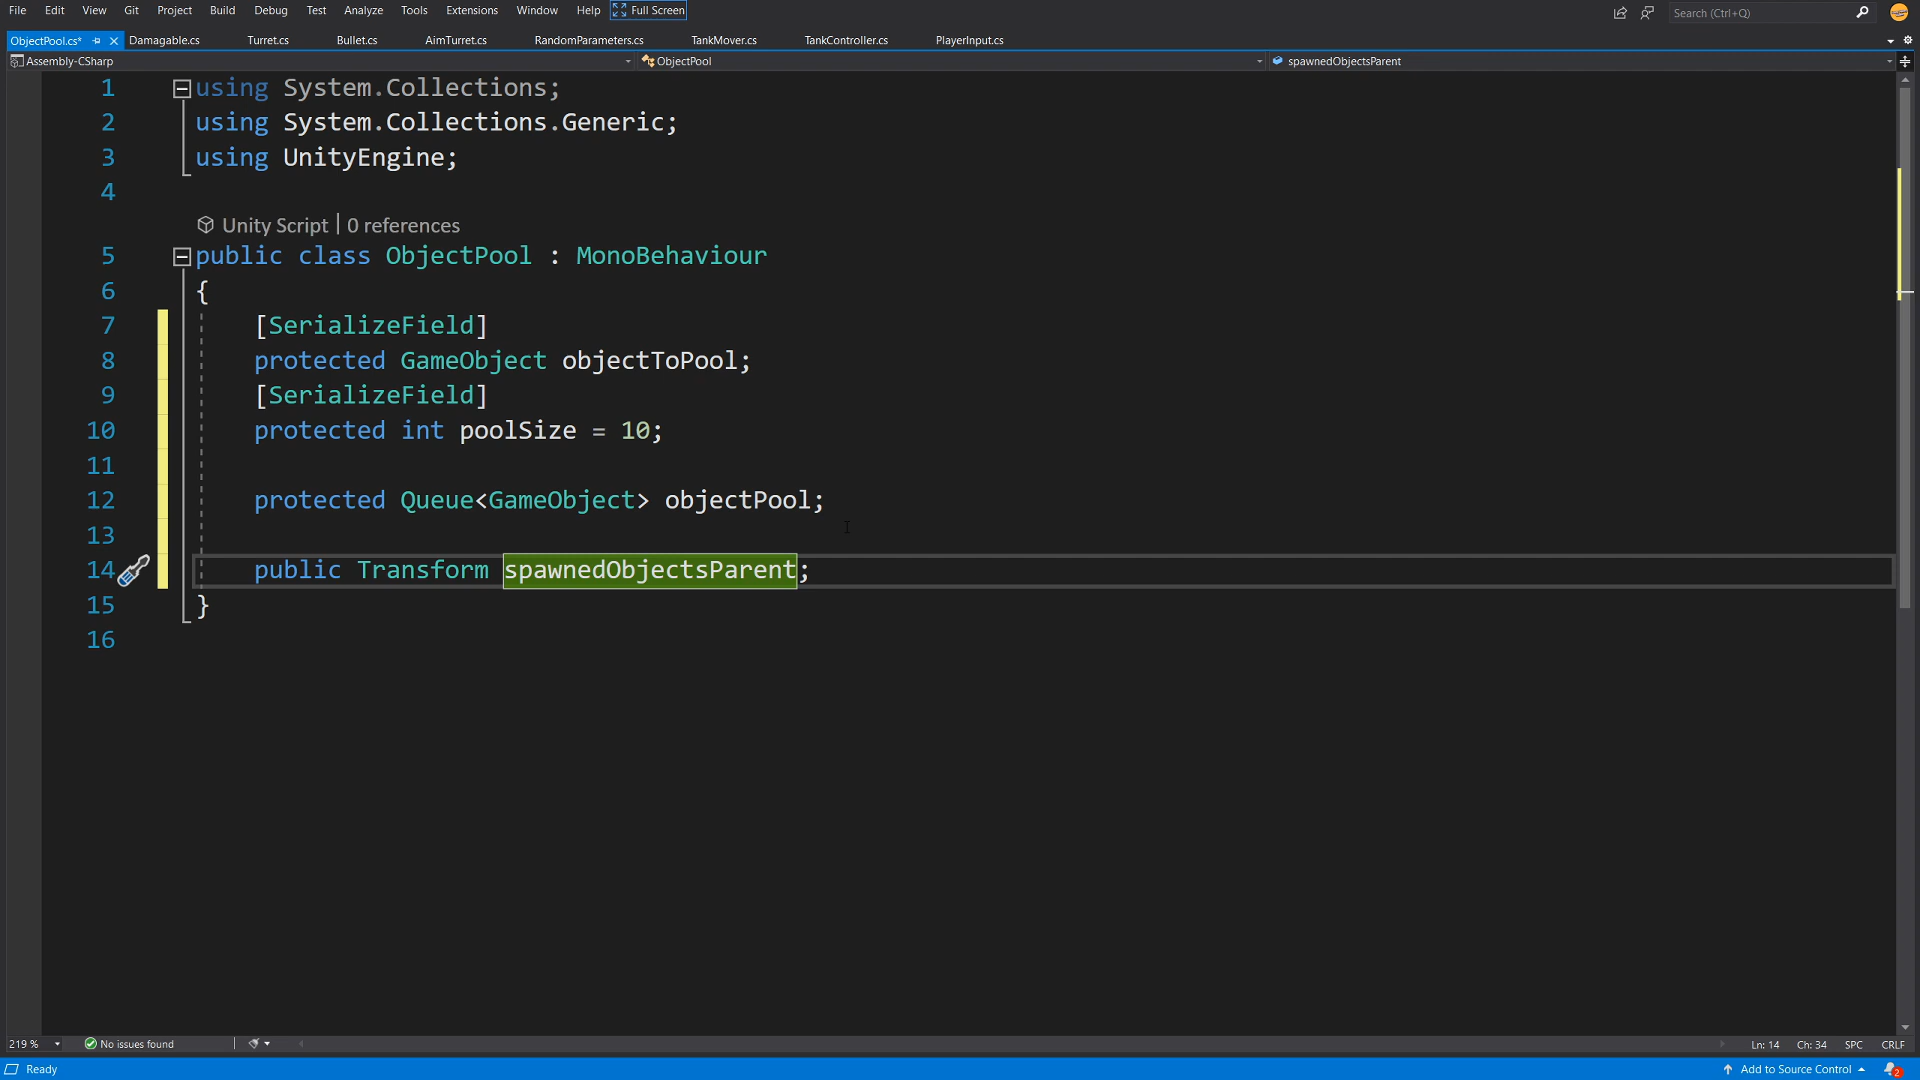 File Edit View Git Project Build Debug Test Analyze Tools Extensions Window Help Full Screen Search (Ctrl+Q)
ObjectPool.cs* Damagable.cs Turret.cs Bullet.cs AimTurret.cs RandomParameters.cs TankMover.cs TankController.cs PlayerInput.cs
Assembly-CSharp ObjectPool spawnedObjectsParent
1 using System.Collections;
2 using System.Collections.Generic;
3 using UnityEngine;
4
Unity Script | 0 references
5 public class ObjectPool : MonoBehaviour
6 {
7 [SerializeField]
8 protected GameObject objectToPool;
9 [SerializeField]
10 protected int poolSize = 10;
11
12 protected Queue<GameObject> objectPool;
13
14 public Transform spawnedObjectsParent;
15 }
16
219 % No issues found Ln: 14 Ch: 34 SPC CRLF
Ready Add to Source Control 2